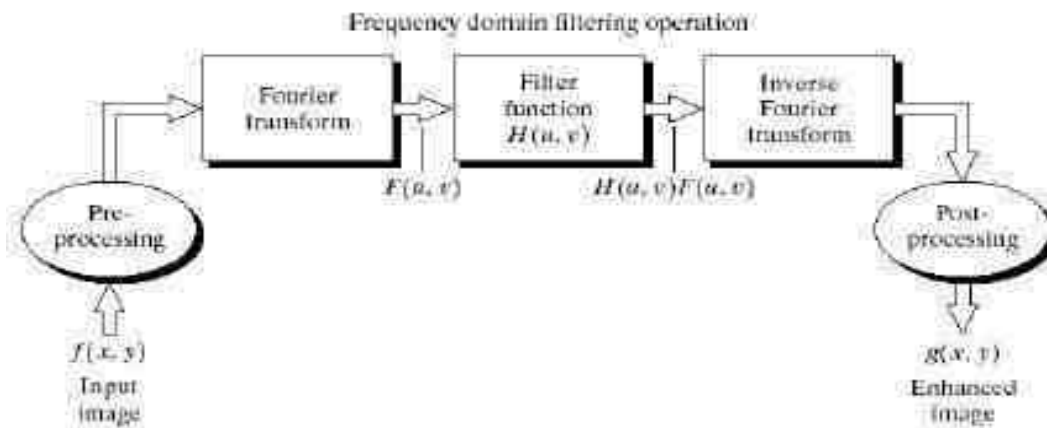 Frequency domain filtering operation
Fourier
transform
Filter
function
H(u, v)
Inverse
Fourier
transform
F(u, v)
H(u, v)F(u, v)
Pre-
processing
Post-
processing
f(x, y)
Input
image
g(x, y)
Enhanced
image